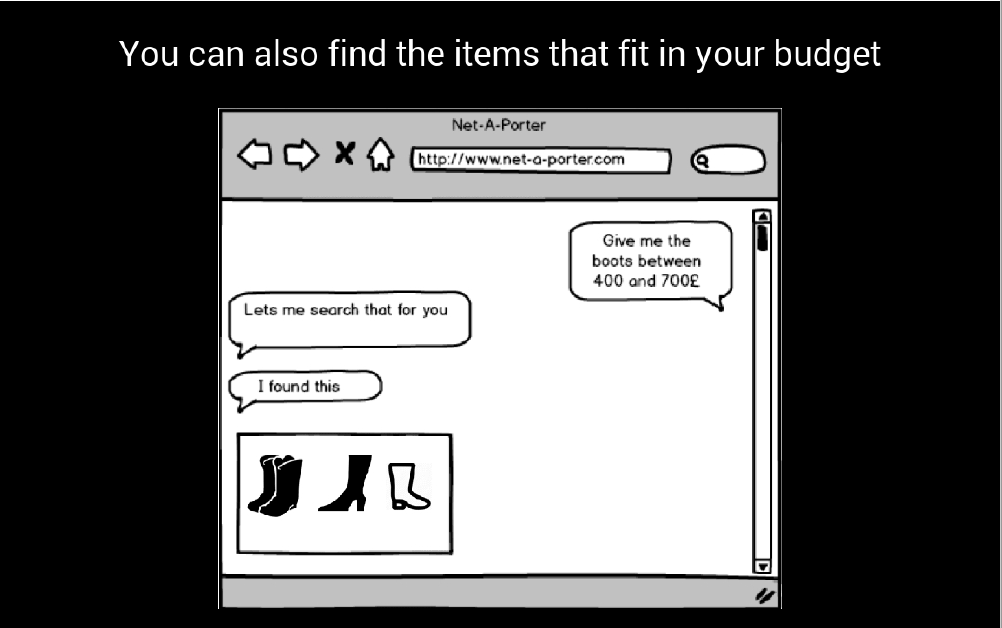 You can also find the items that fit in your budget
Net-A-Porter
http://www.net-a-porter.com
Give me the
boots between
400 and 700£
Lets me search that for you
I found this